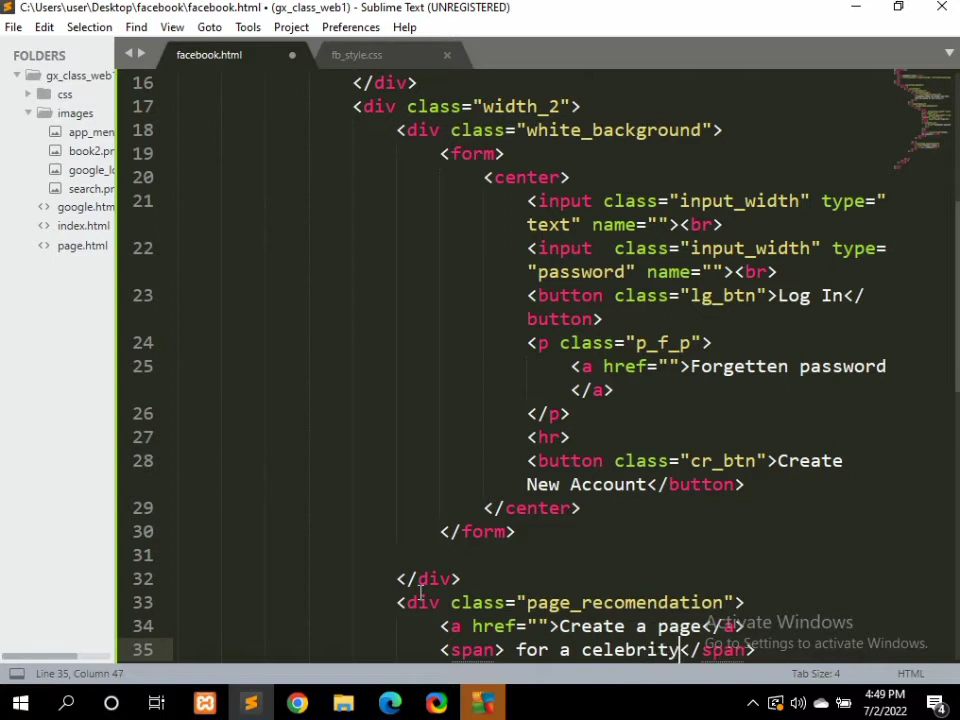 C:\Users\user\Desktop\facebook\facebook.html • (gx_class_web1) - Sublime Text (UNREGISTERED)
File Edit Selection Find View Goto Tools Project Preferences Help
FOLDERS
gx_class_web1
css
images
app_men
book2.pr
google_lo
search.pr
google.htm
index.html
page.html
facebook.html
fb_style.css
16 </div>
17 <div class="width_2">
18 <div class="white_background">
19 <form>
20 <center>
21 <input class="input_width" type="
text" name=""><br>
22 <input  class="input_width" type=
"password" name=""><br>
23 <button class="lg_btn">Log In</
button>
24 <p class="p_f_p">
25 <a href="">Forgetten password
</a>
26 </p>
27 <hr>
28 <button class="cr_btn">Create
New Account</button>
29 </center>
30 </form>
31
32 </div>
33 <div class="page_recomendation">
34 <a href="">Create a page</a>
35 <span> for a celebrity</span>
Activate Windows
Go to Settings to activate Windows.
Line 35, Column 47
Tab Size: 4
HTML
4:49 PM
7/2/2022
4